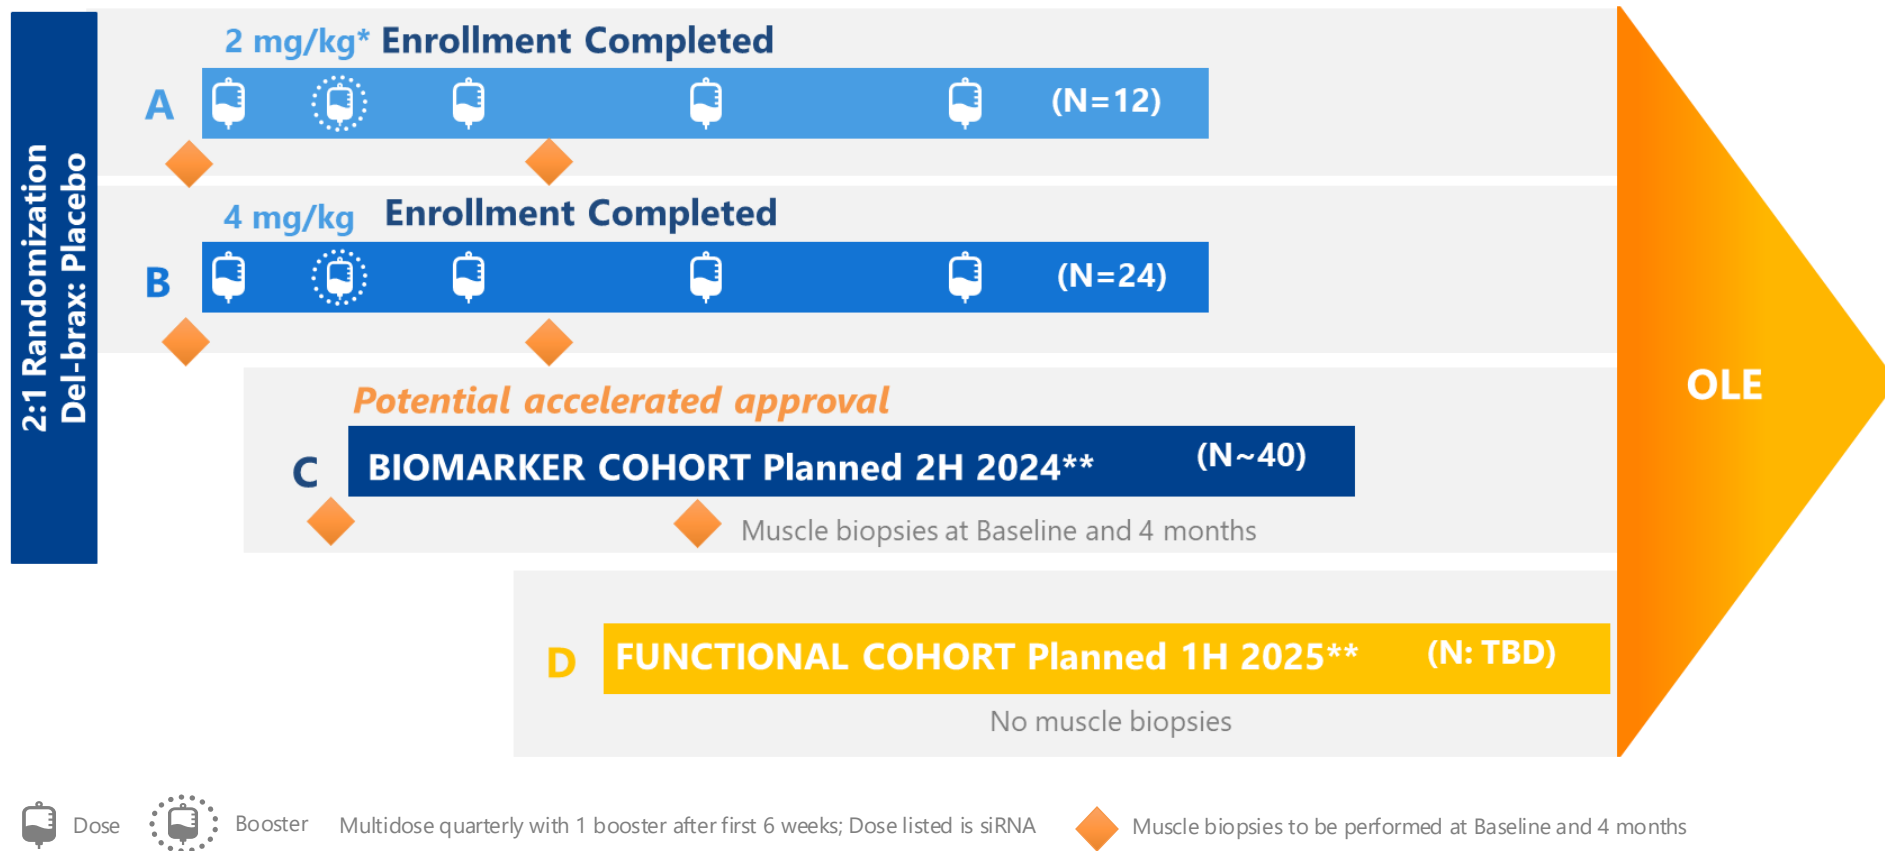 2:1 Randomization
Del-brax: Placebo
2 mg/kg* Enrollment Completed
A
(N=12)
4 mg/kg Enrollment Completed
B
(N=24)
Potential accelerated approval
C
BIOMARKER COHORT Planned 2H 2024** (N~40)
Muscle biopsies at Baseline and 4 months
D
FUNCTIONAL COHORT Planned 1H 2025** (N: TBD)
No muscle biopsies
OLE
Dose
Booster
Multidose quarterly with 1 booster after first 6 weeks; Dose listed is siRNA
Muscle biopsies to be performed at Baseline and 4 months